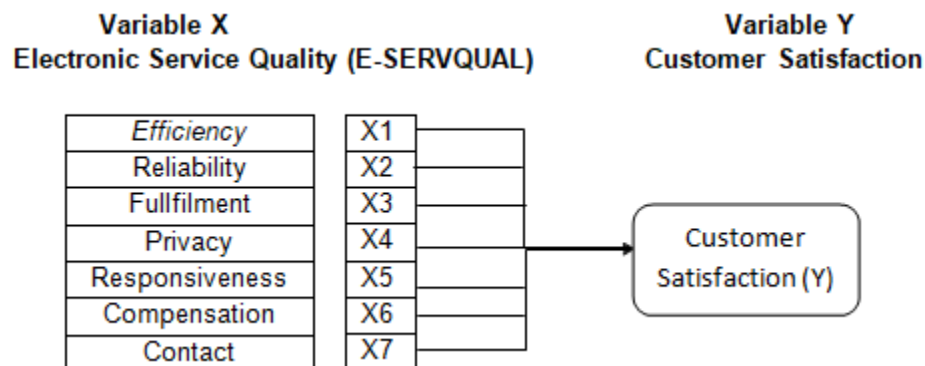 Variable X
Electronic Service Quality (E-SERVQUAL)
Variable Y
Customer Satisfaction
Efficiency X1
Reliability X2
Fullfilment X3
Privacy X4
Responsiveness X5
Compensation X6
Contact X7
Customer
Satisfaction (Y)